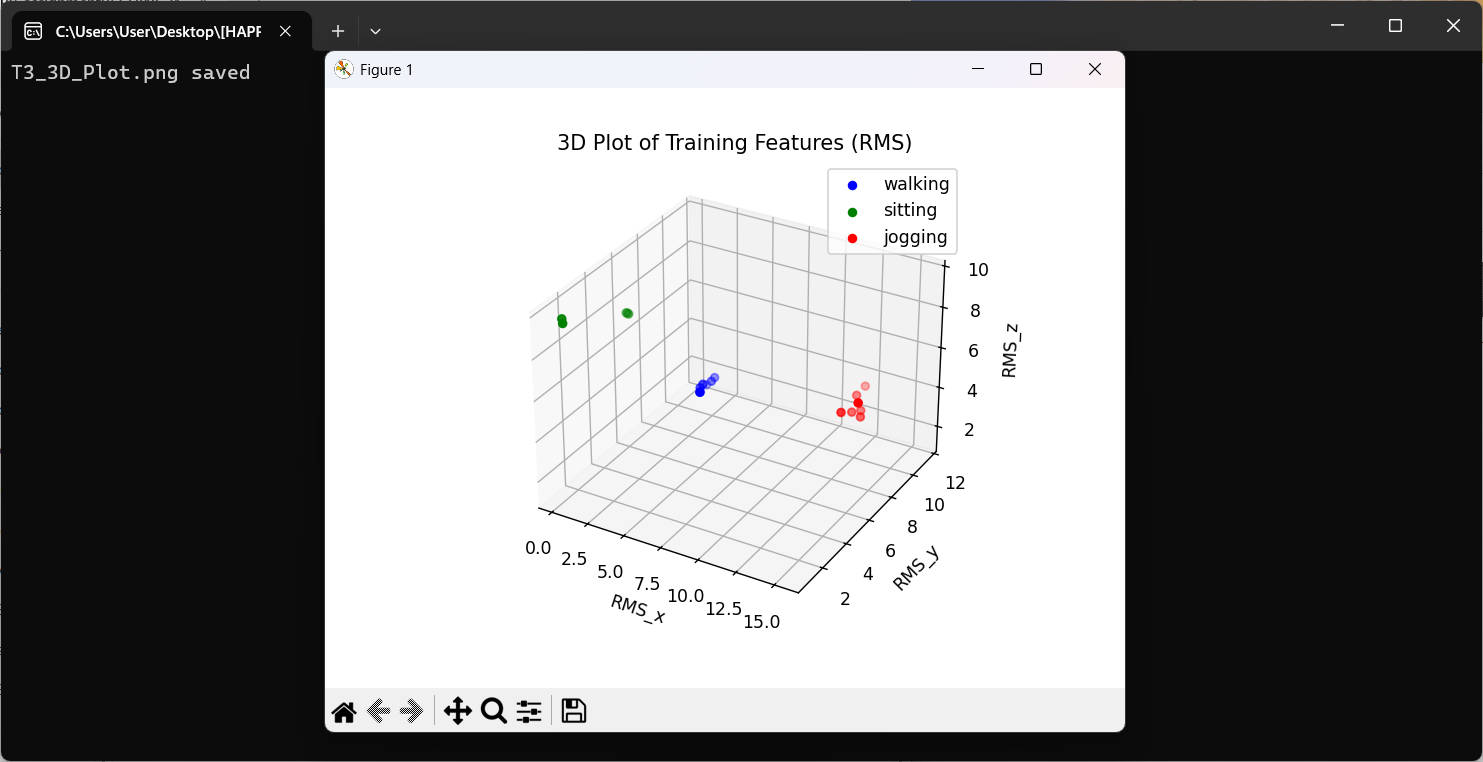 C:\Users\User\Desktop\[HAPF
T3_3D_Plot.png saved
Figure 1
3D Plot of Training Features (RMS)
walking
sitting
jogging
10
8
6
4
2
RMS_z
12
10
8
6
4
2
RMS_y
0.0
2.5
5.0
7.5
10.0
12.5
15.0
RMS_x